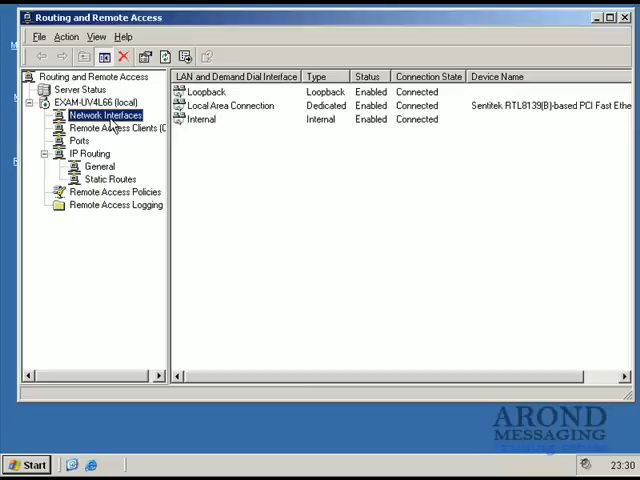 Routing and Remote Access
File Action View Help
Routing and Remote Access
Server Status
EXAM-UV4L66 (local)
Network Interfaces
Remote Access Clients (0
Ports
IP Routing
General
Static Routes
Remote Access Policies
Remote Access Logging
LAN and Demand Dial Interface Type Status Connection State Device Name
Loopback Loopback Enabled Connected
Local Area Connection Dedicated Enabled Connected Sentitek RTL8139(B)-based PCI Fast Ethe
Internal Internal Enabled Connected
AROND
MESSAGING
Start 23:30